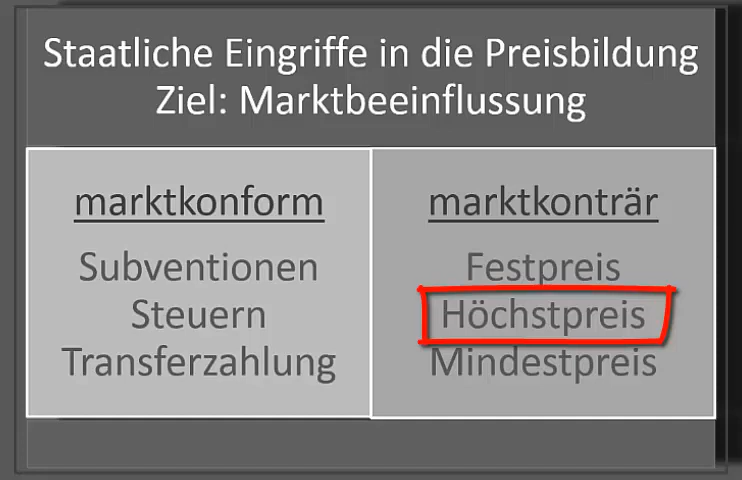 Staatliche Eingriffe in die Preisbildung
Ziel: Marktbeeinflussung
marktkonform
Subventionen
Steuern
Transferzahlung
marktkonträr
Festpreis
Höchstpreis
Mindestpreis